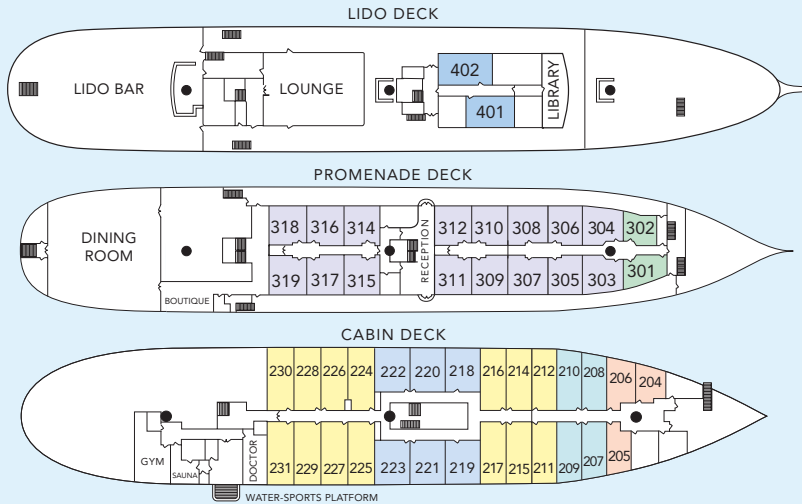 LIDO DECK
LIDO BAR
LOUNGE
402
401
LIBRARY
PROMENADE DECK
DINING
ROOM
BOUTIQUE
318 316 314
319 317 315
RECEPTION
312 310 308 306 304 302
311 309 307 305 303 301
CABIN DECK
230 228 226 224 222 220 218 216 214 212 210 208 206 204
GYM
SAUNA
DOCTOR
231 229 227 225 223 221 219 217 215 211 209 207 205
WATER-SPORTS PLATFORM